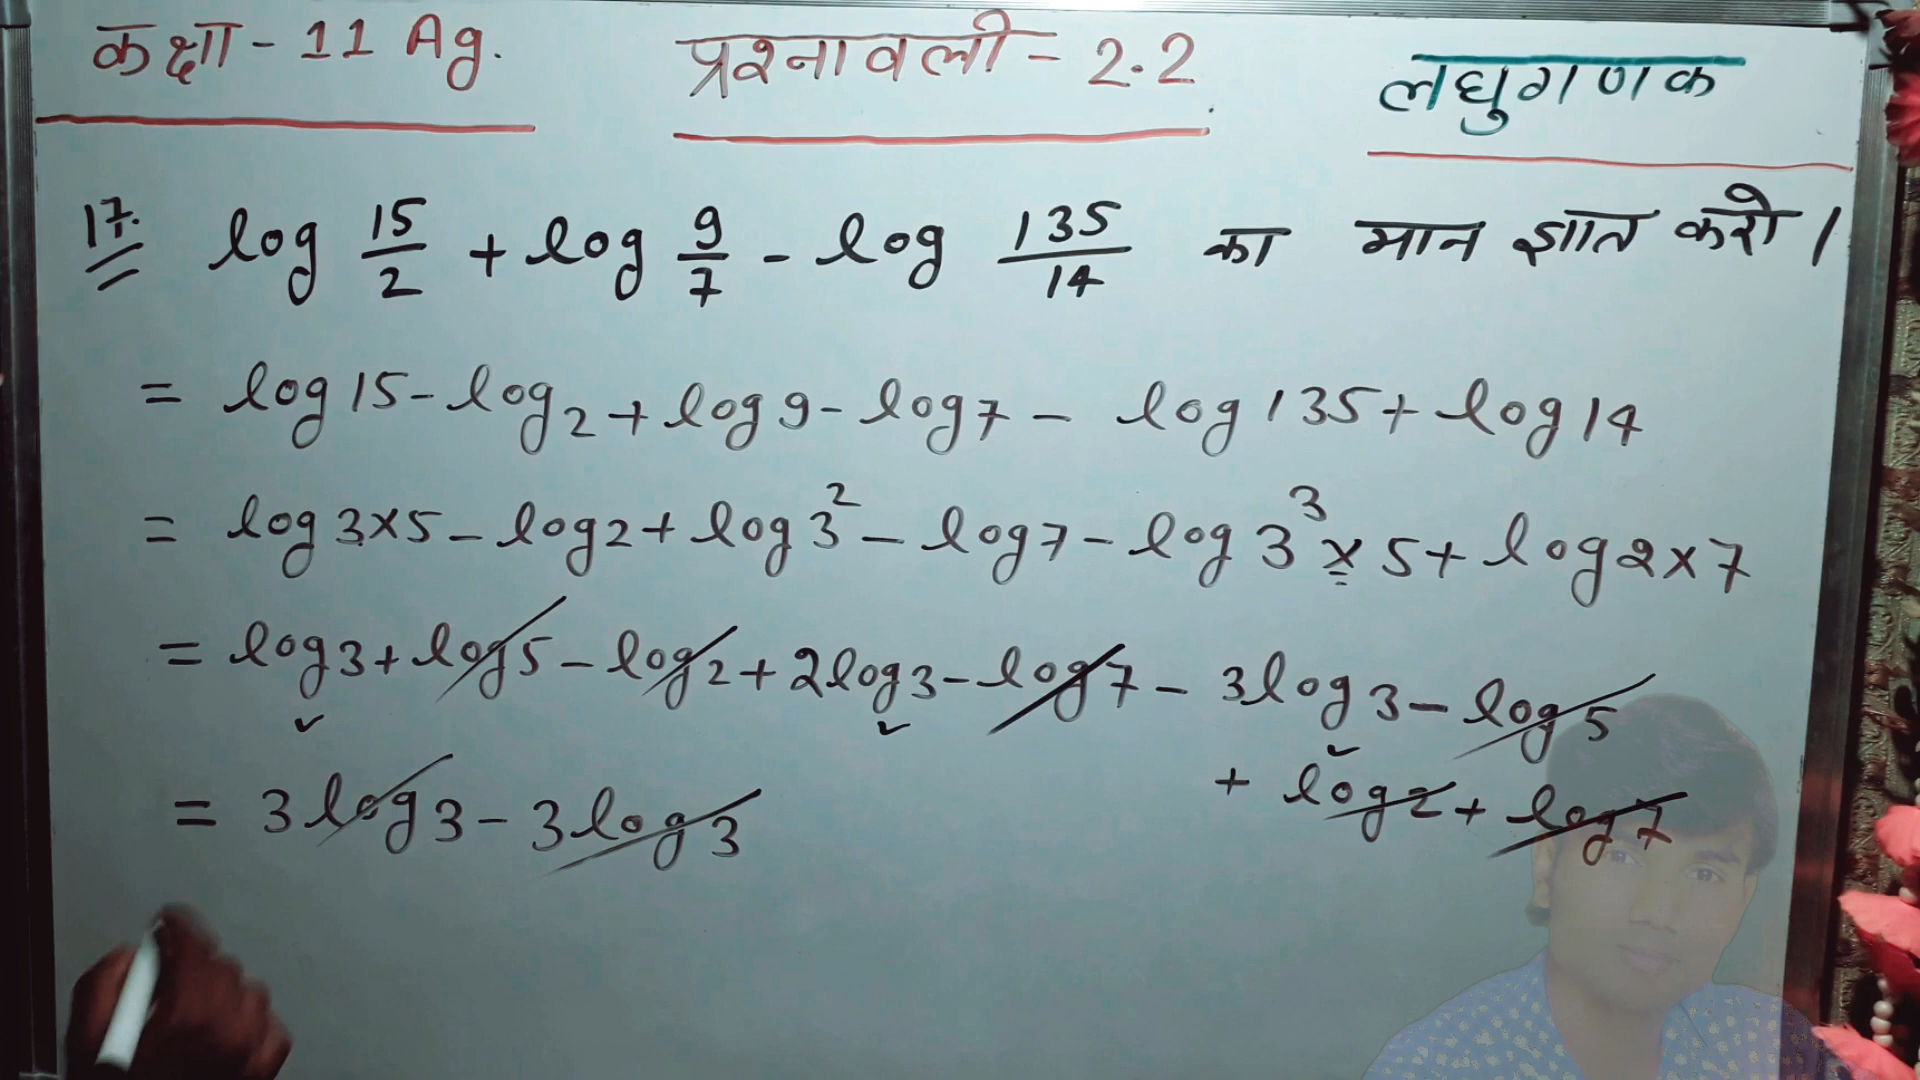 कक्षा - 11 Ag. प्रश्नावली - 2.2 लघुगणक
17. log 15/2 + log 9/7 - log 135/14 का मान ज्ञात करो ।
= log 15 - log 2 + log 9 - log 7 - log 135 + log 14
= log 3×5 - log 2 + log 3² - log 7 - log 3³ × 5 + log 2×7
= log 3 + log 5 - log 2 + 2 log 3 - log 7 - 3 log 3 - log 5
+ log 2 + log 7
= 3 log 3 - 3 log 3